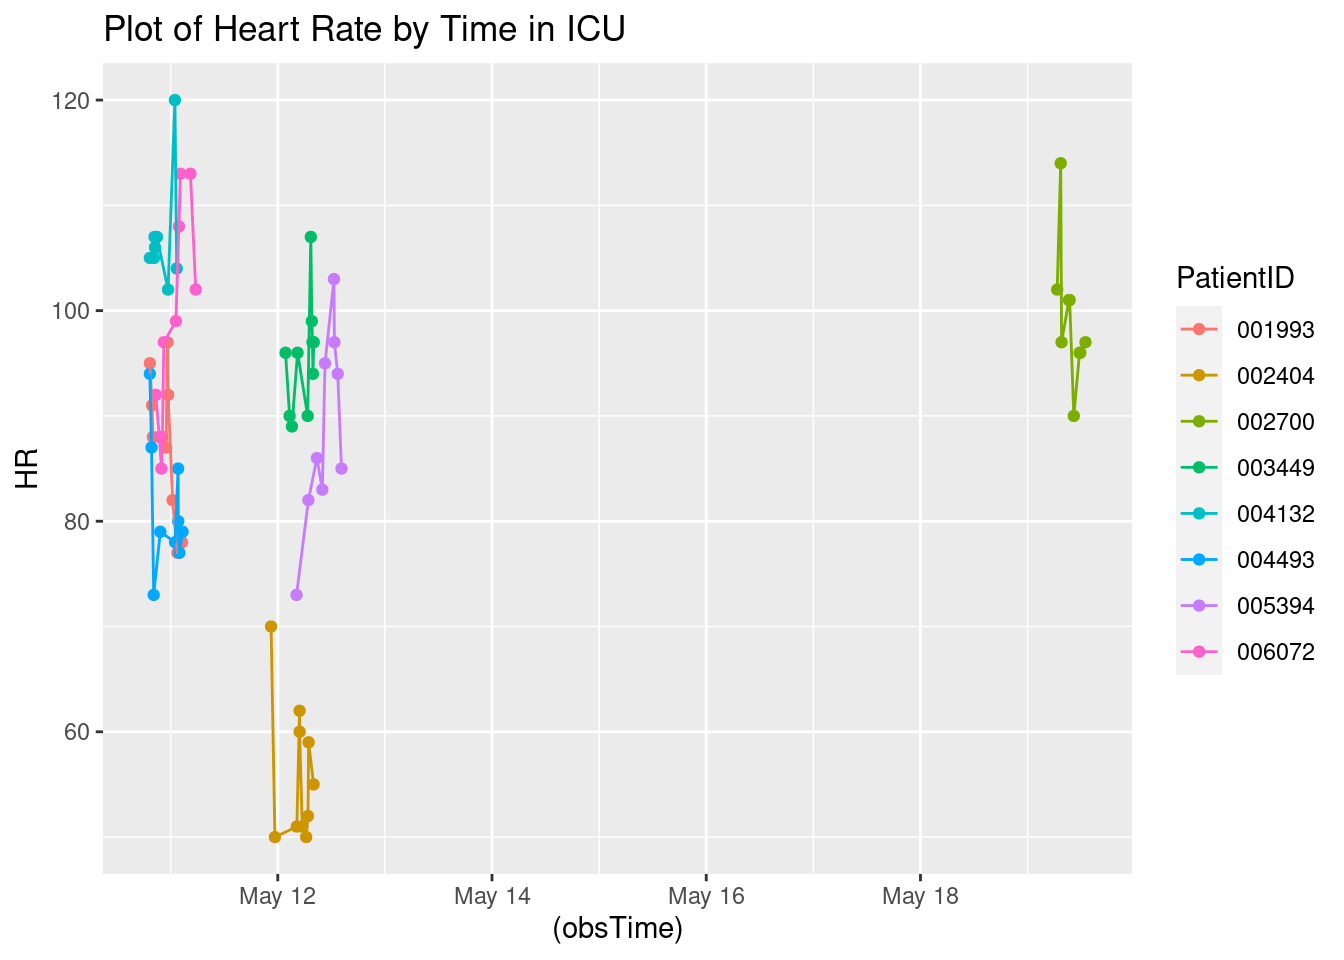 Plot of Heart Rate by Time in ICU
120
100
80
60
HR
May 12
May 14
May 16
May 18
(obsTime)
PatientID
001993
002404
002700
003449
004132
004493
005394
006072